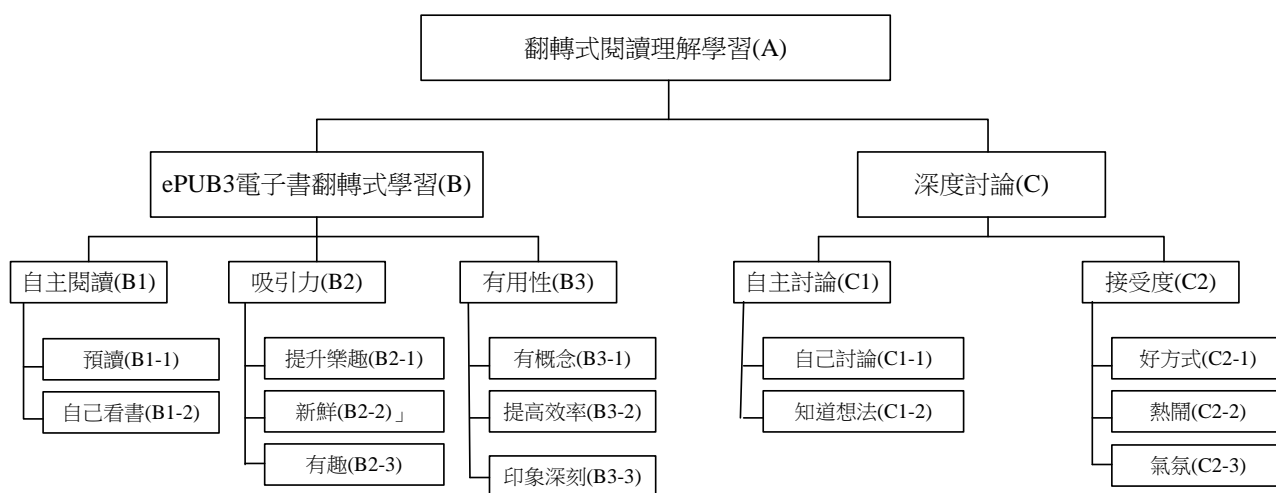 翻轉式閱讀理解學習(A)
ePUB3電子書翻轉式學習(B)
深度討論(C)
自主閱讀(B1)
吸引力(B2)
有用性(B3)
自主討論(C1)
接受度(C2)
預讀(B1-1)
提升樂趣(B2-1)
有概念(B3-1)
自己討論(C1-1)
好方式(C2-1)
自己看書(B1-2)
新鮮(B2-2)」
提高效率(B3-2)
知道想法(C1-2)
熱鬧(C2-2)
有趣(B2-3)
印象深刻(B3-3)
氣氛(C2-3)